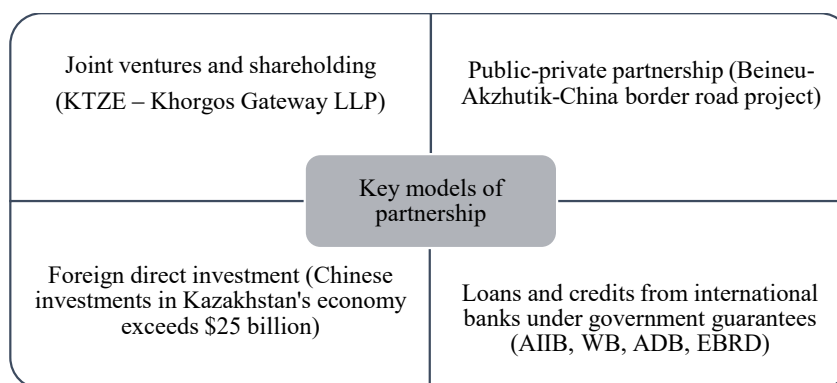 Joint ventures and shareholding
(KTZE – Khorgos Gateway LLP)
Public-private partnership (Beineu-
Akzhutik-China border road project)
Key models of
partnership
Foreign direct investment (Chinese
investments in Kazakhstan's economy
exceeds $25 billion)
Loans and credits from international
banks under government guarantees
(AIIB, WB, ADB, EBRD)